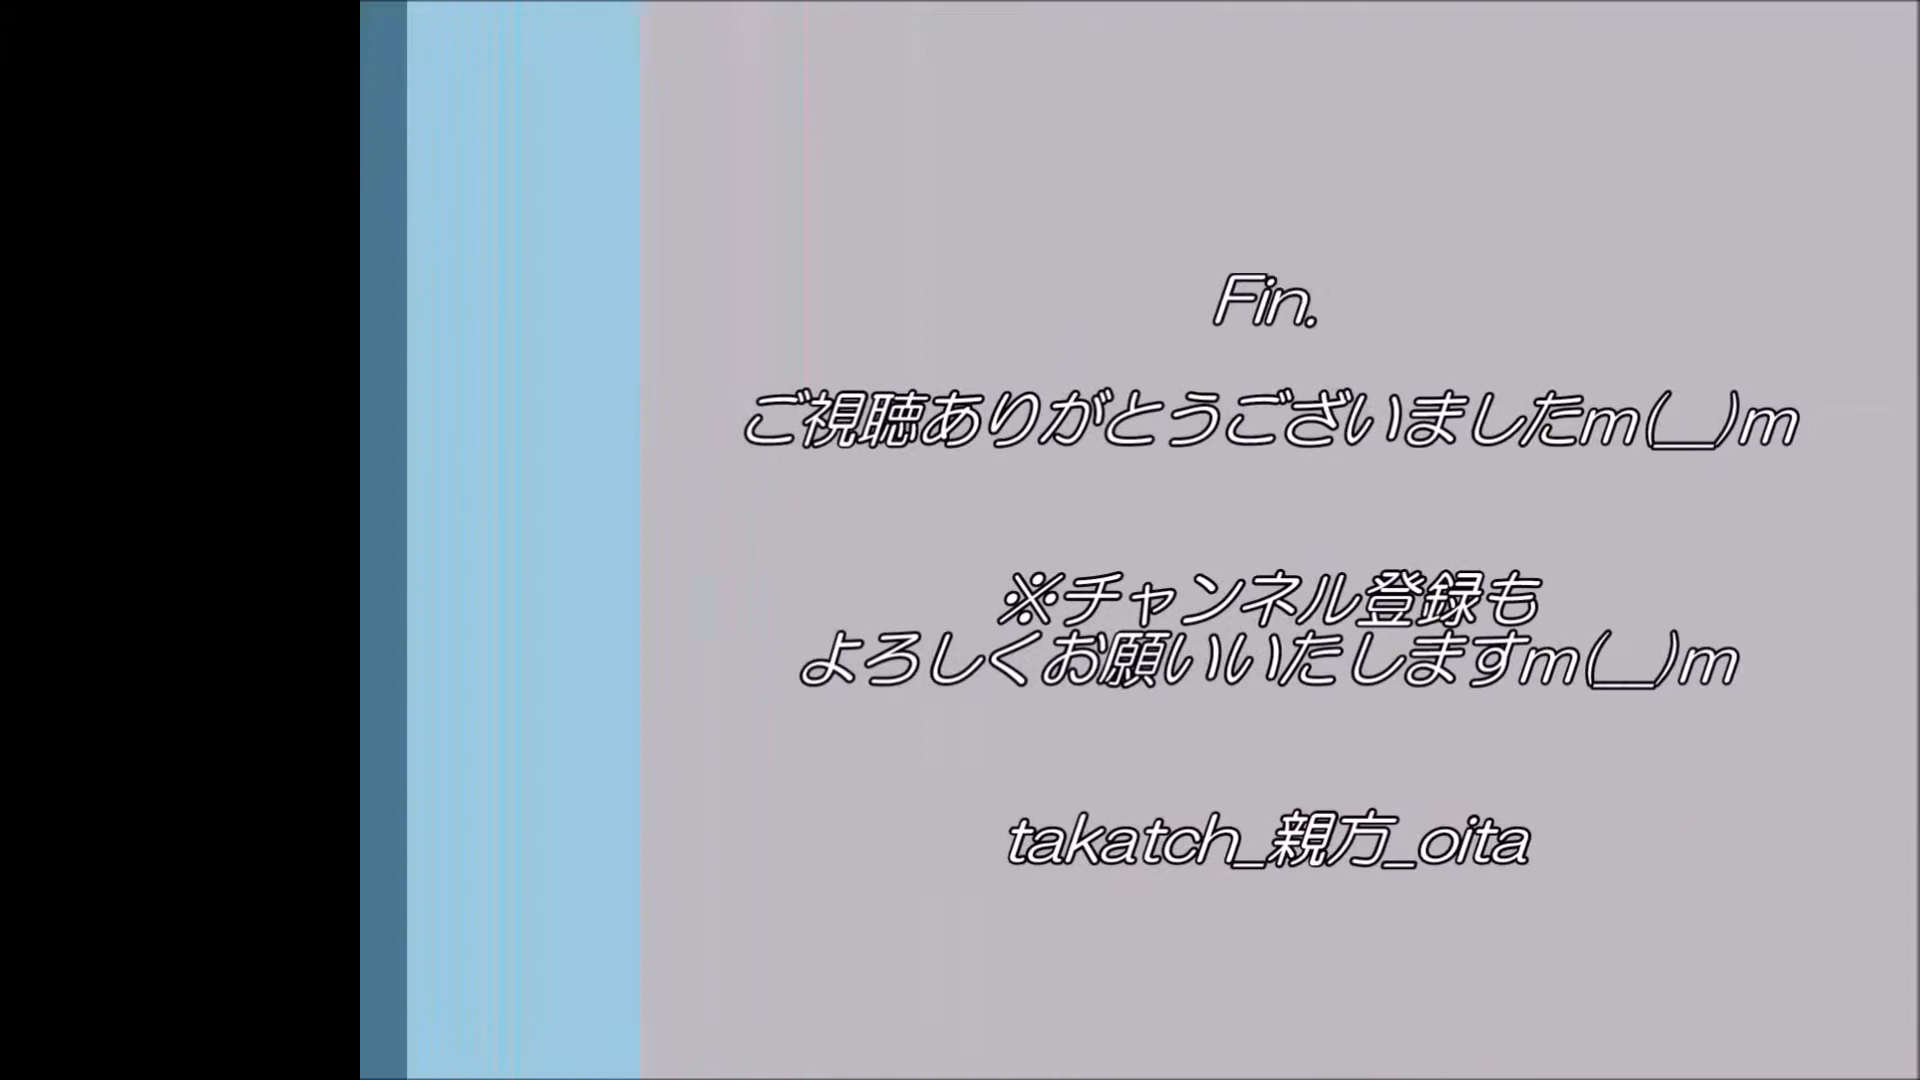 Fin.
ご視聴ありがとうございましたm(__)m
※チャンネル登録も
よろしくお願いいたしますm(__)m
takatch_親方_oita